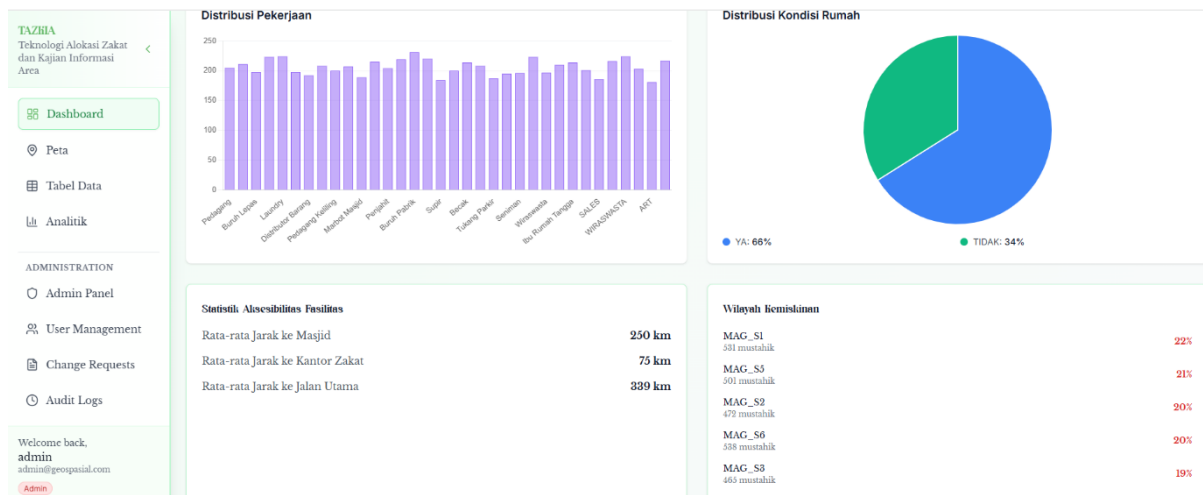 TAZKIA
Teknologi Alokasi Zakat
dan Kajian Informasi
Area
Dashboard
Peta
Tabel Data
Analitik
ADMINISTRATION
Admin Panel
User Management
Change Requests
Audit Logs
Welcome back,
admin
admin@geospasial.com
Admin
Distribusi Pekerjaan
250
200
150
100
50
0
Pedagang
Buruh Lepas
Laundry
Distributor Barang
Pedagang Keliling
Marbot Masjid
Penjahit
Buruh Pabrik
Supir
Becak
Tukang Parkir
Seniman
Wiraswasta
Ibu Rumah Tangga
SALES
WIRASWASTA
ART
Distribusi Kondisi Rumah
YA: 66%
TIDAK: 34%
Statistik Aksesibilitas Fasilitas
Rata-rata Jarak ke Masjid 250 km
Rata-rata Jarak ke Kantor Zakat 75 km
Rata-rata Jarak ke Jalan Utama 339 km
Wilayah Kemiskinan
MAG_S1 22%
531 mustahik
MAG_S5 21%
501 mustahik
MAG_S2 20%
472 mustahik
MAG_S6 20%
538 mustahik
MAG_S3 19%
465 mustahik